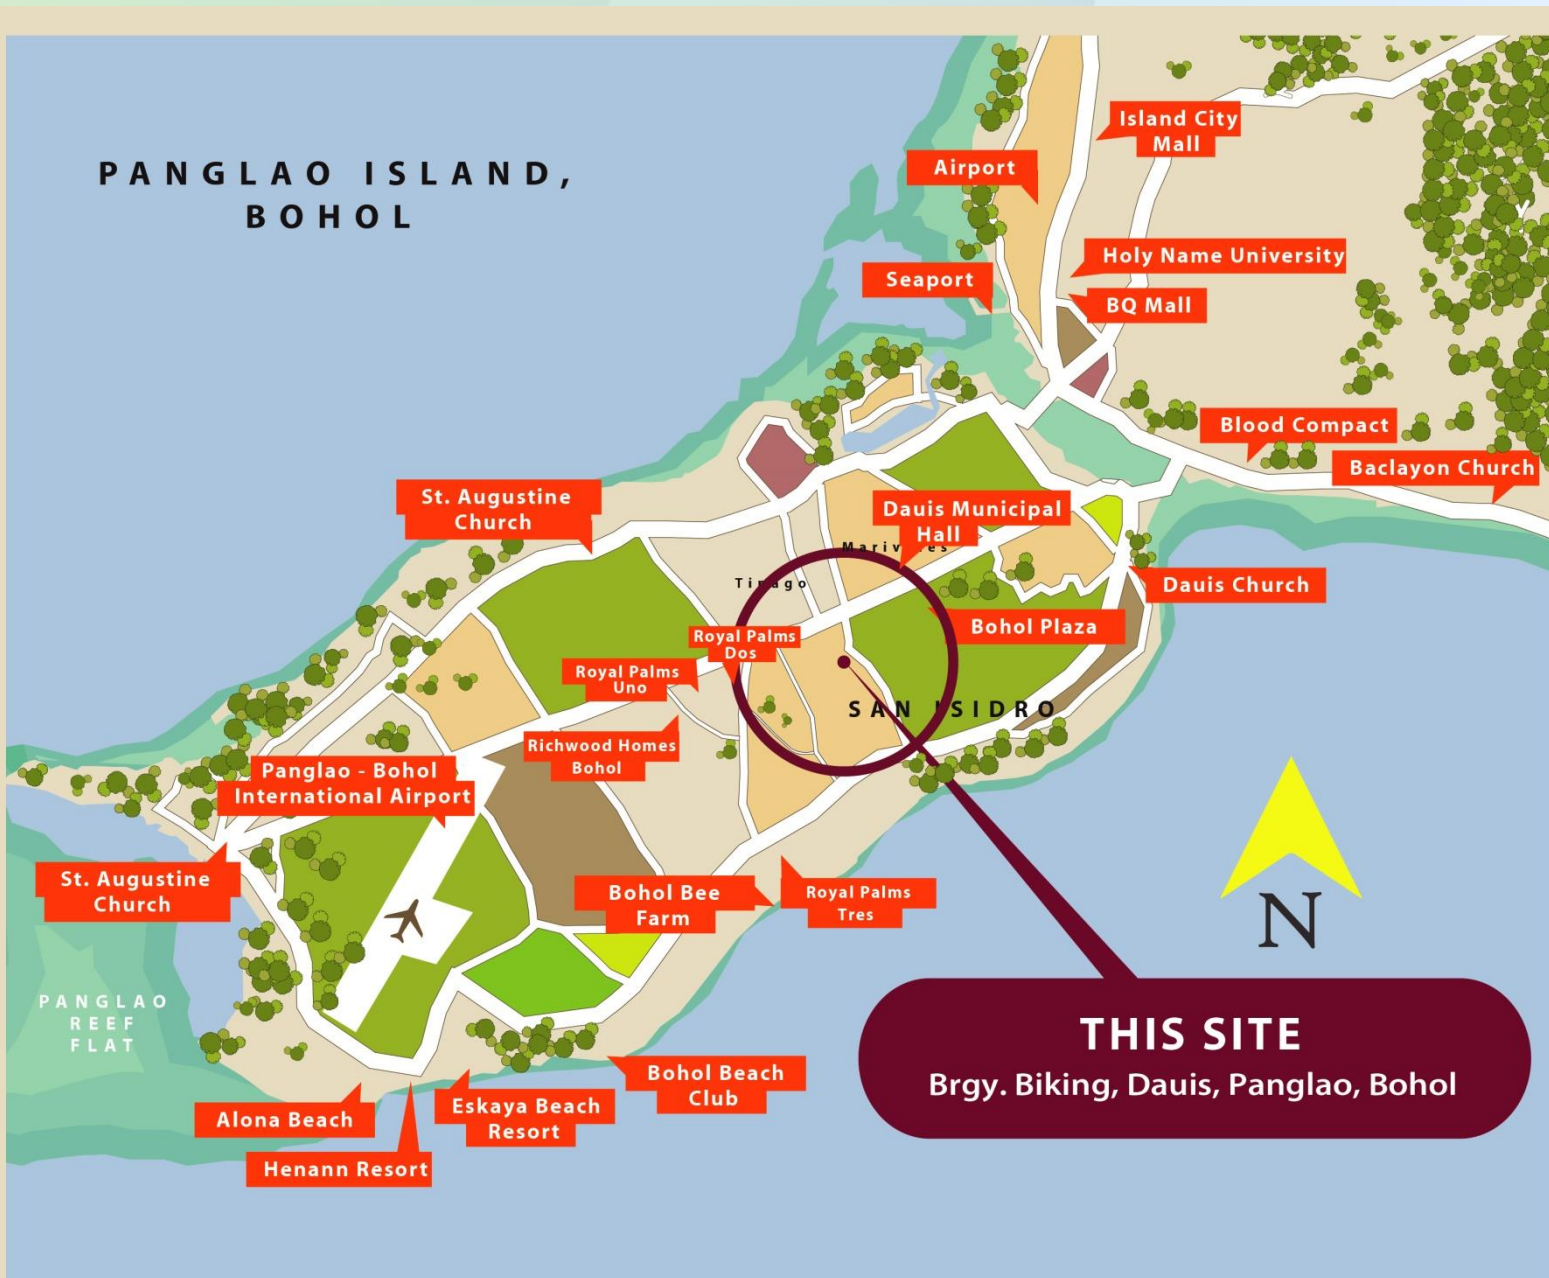 PANGLAO ISLAND,
BOHOL
Island City
Mall
Airport
Holy Name University
Seaport
BQ Mall
Blood Compact
Baclayon Church
St. Augustine
Church
Dauis Municipal
Hall
Tinago
Dauis Church
Bohol Plaza
Royal Palms
Dos
Royal Palms
Uno
SAN ISIDRO
Richwood Homes
Bohol
Panglao - Bohol
International Airport
St. Augustine
Church
Bohol Bee
Farm
Royal Palms
Tres
N
PANGLAO
REEF
FLAT
THIS SITE
Brgy. Biking, Dauis, Panglao, Bohol
Bohol Beach
Club
Alona Beach
Eskaya Beach
Resort
Henann Resort